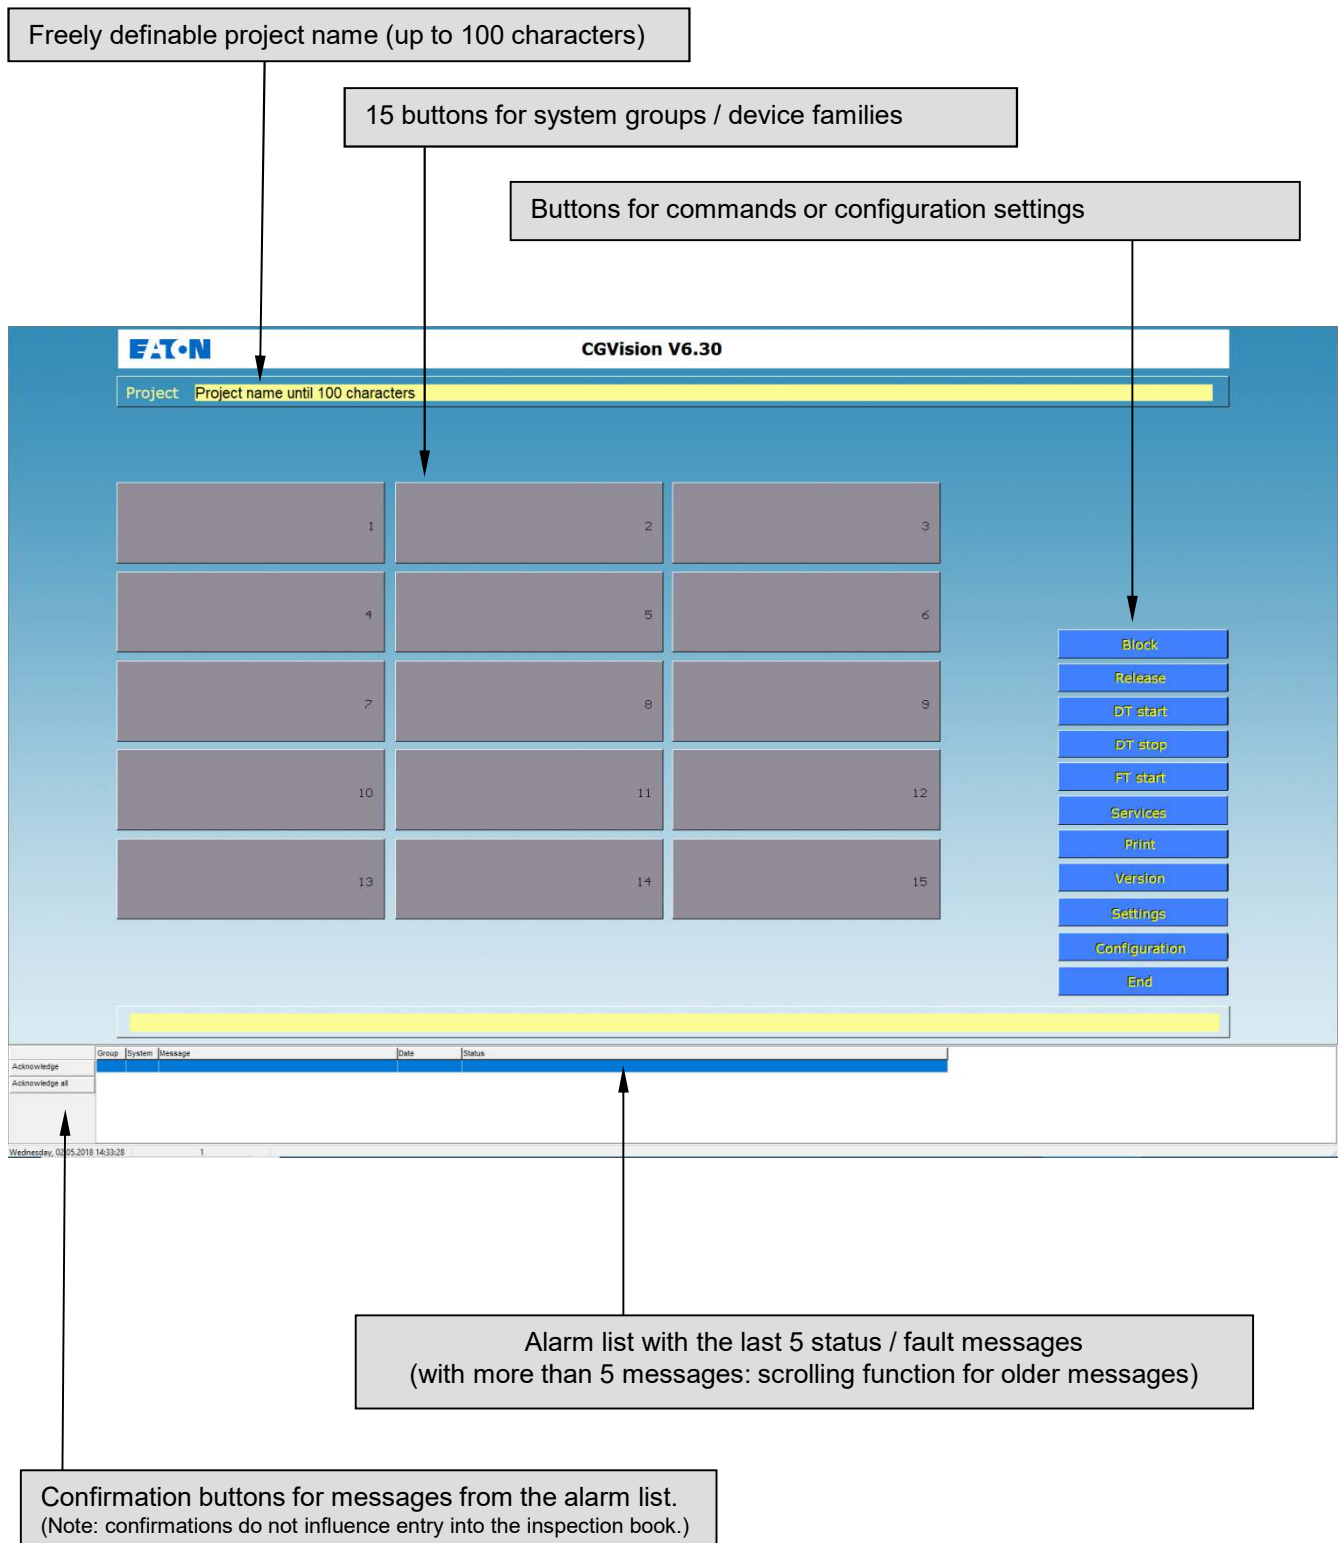 Freely definable project name (up to 100 characters)
15 buttons for system groups / device families
Buttons for commands or configuration settings
EATON
CGVision V6.30
Project Project name until 100 characters
1 2 3
4 5 6
7 8 9
10 11 12
13 14 15
Block
Release
DT start
DT stop
FT start
Services
Print
Version
Settings
Configuration
End
Group System Message Date Status
Acknowledge
Acknowledge all
Wednesday, 02.05.2018 14:33:28 1
Alarm list with the last 5 status / fault messages
(with more than 5 messages: scrolling function for older messages)
Confirmation buttons for messages from the alarm list.
(Note: confirmations do not influence entry into the inspection book.)